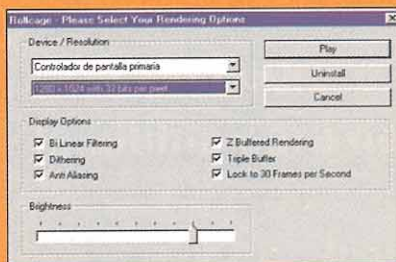 Rollcage - Please Select Your Rendering Options
Device / Resolution
Controlador de pantalla primaria
1280 x 1024 with 32 bits per pixel
Play
Uninstall
Cancel
Display Options
Bi Linear Filtering
Dithering
Anti Aliasing
Z Buffered Rendering
Triple Buffer
Lock to 30 Frames per Second
Brightness